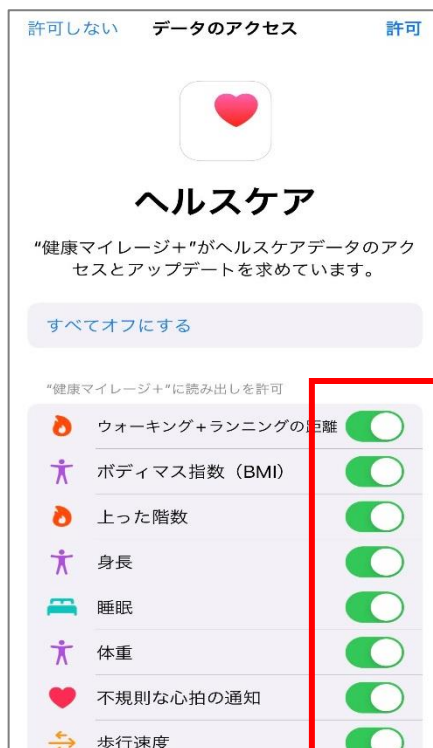 許可しない データのアクセス 許可
ヘルスケア
“健康マイレージ+”がヘルスケアデータのアク
セスとアップデートを求めています。
すべてオフにする
“健康マイレージ+”に読み出しを許可
ウォーキング+ランニングの距離
ボディマス指数（BMI）
上った階数
身長
睡眠
体重
不規則な心拍の通知
歩行速度